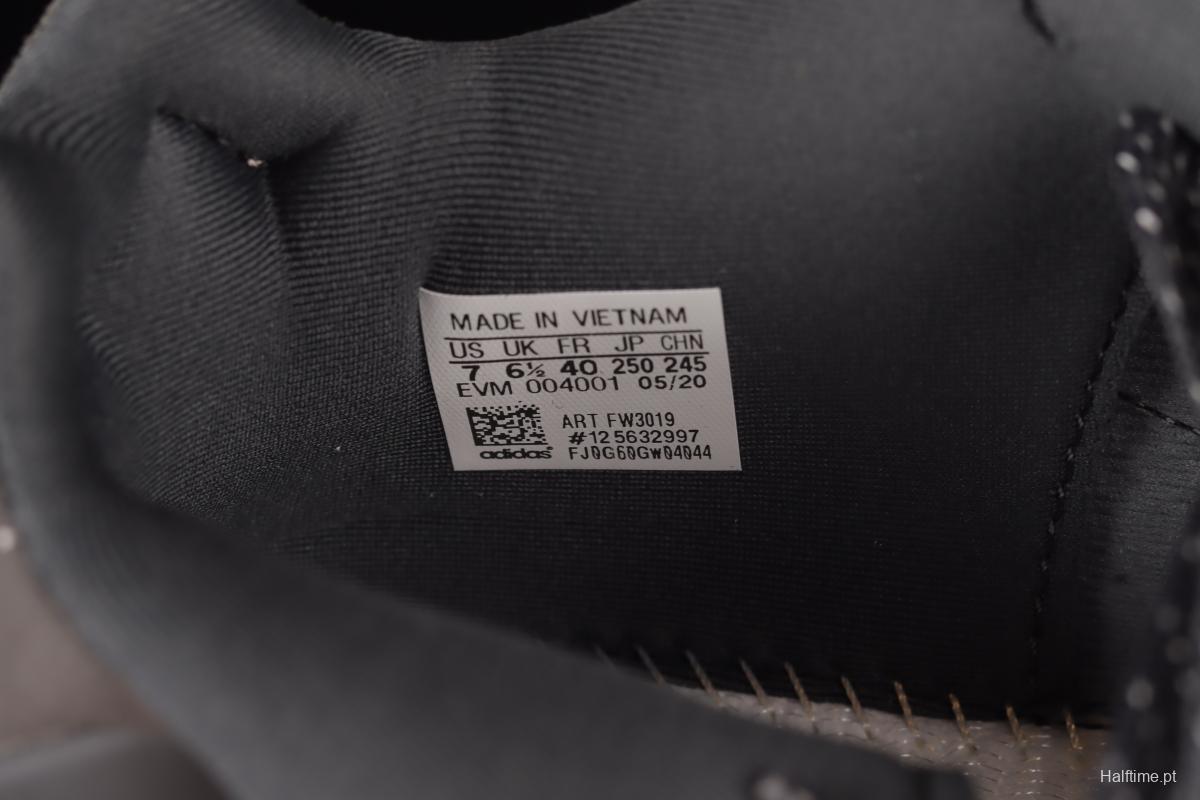 MADE IN VIETNAM
US UK FR JP CHN
7 6½ 40 250 245
EVM 004001 05/20
ART FW3019
#125632997
adidas FJ0G60GW04044
Halftime.pt